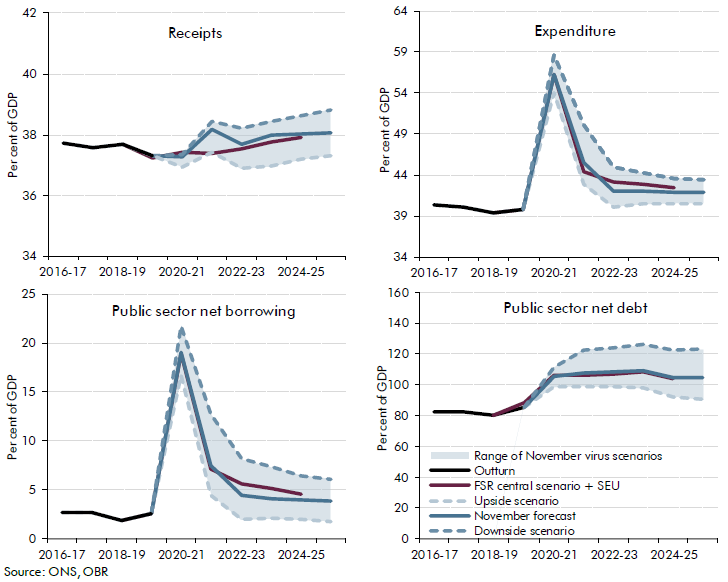 Receipts
Per cent of GDP
42
40
38
36
34
2016-17 2018-19 2020-21 2022-23 2024-25
Expenditure
Per cent of GDP
64
59
54
49
44
39
34
2016-17 2018-19 2020-21 2022-23 2024-25
Public sector net borrowing
Per cent of GDP
25
20
15
10
5
0
2016-17 2018-19 2020-21 2022-23 2024-25
Public sector net debt
Per cent of GDP
160
140
120
100
80
60
40
20
0
Range of November virus scenarios
Outturn
FSR central scenario + SEU
Upside scenario
November forecast
Downside scenario
2016-17 2018-19 2020-21 2022-23 2024-25
Source: ONS, OBR